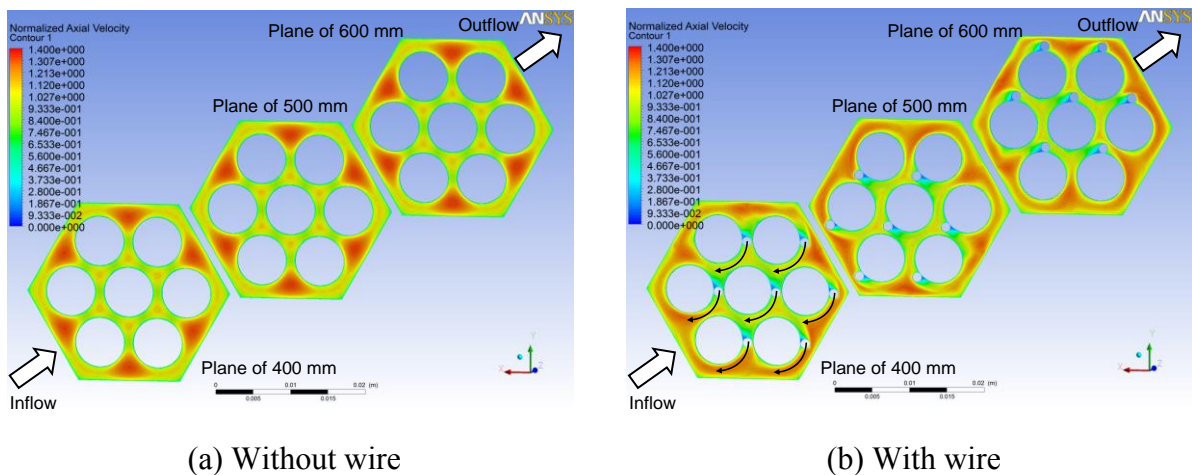 ANSYS
Normalized Axial Velocity
Contour 1
1.400e+000
1.307e+000
1.213e+000
1.120e+000
1.027e+000
9.333e-001
8.400e-001
7.467e-001
6.533e-001
5.600e-001
4.667e-001
3.733e-001
2.800e-001
1.867e-001
9.333e-002
0.000e+000
Outflow
Plane of 600 mm
Plane of 500 mm
Plane of 400 mm
Inflow
0 0.01 0.02 (m)
0.005 0.015
Y
X Z
(a) Without wire
ANSYS
Normalized Axial Velocity
Contour 1
1.400e+000
1.307e+000
1.213e+000
1.120e+000
1.027e+000
9.333e-001
8.400e-001
7.467e-001
6.533e-001
5.600e-001
4.667e-001
3.733e-001
2.800e-001
1.867e-001
9.333e-002
0.000e+000
Outflow
Plane of 600 mm
Plane of 500 mm
Plane of 400 mm
Inflow
0 0.01 0.02 (m)
0.005 0.015
Y
X Z
(b) With wire